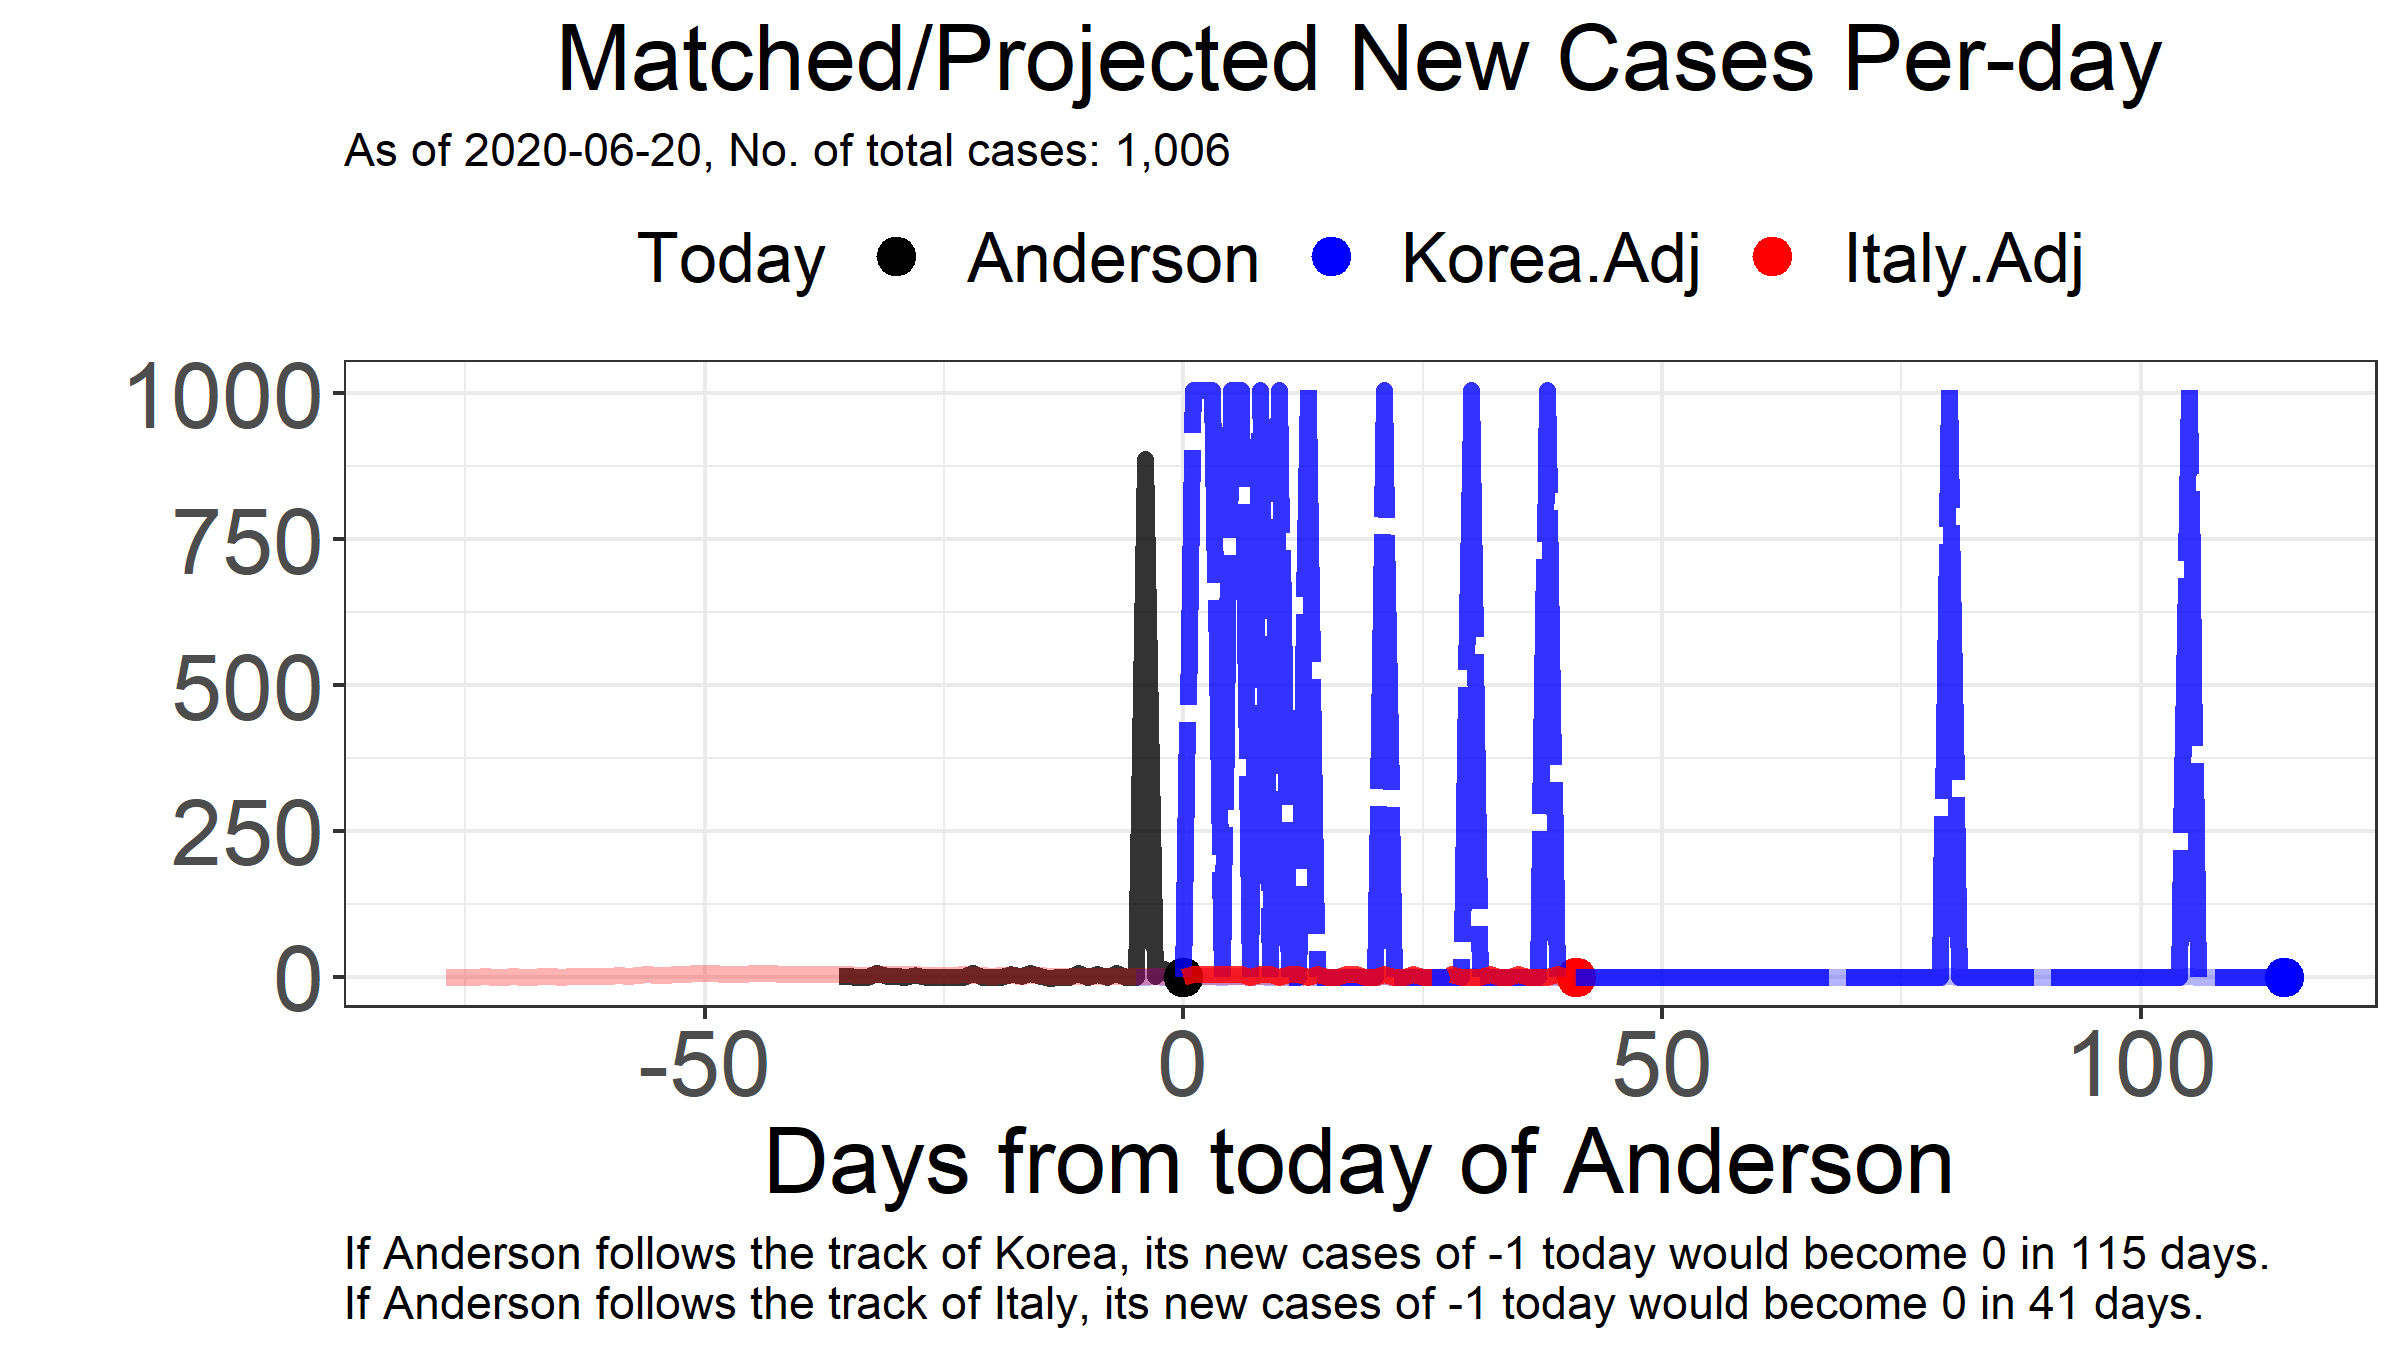 Matched/Projected New Cases Per-day
As of 2020-06-20, No. of total cases: 1,006
Today Anderson Korea.Adj Italy.Adj
1000
750
500
250
0
-50 0 50 100
Days from today of Anderson
If Anderson follows the track of Korea, its new cases of -1 today would become 0 in 115 days.
If Anderson follows the track of Italy, its new cases of -1 today would become 0 in 41 days.